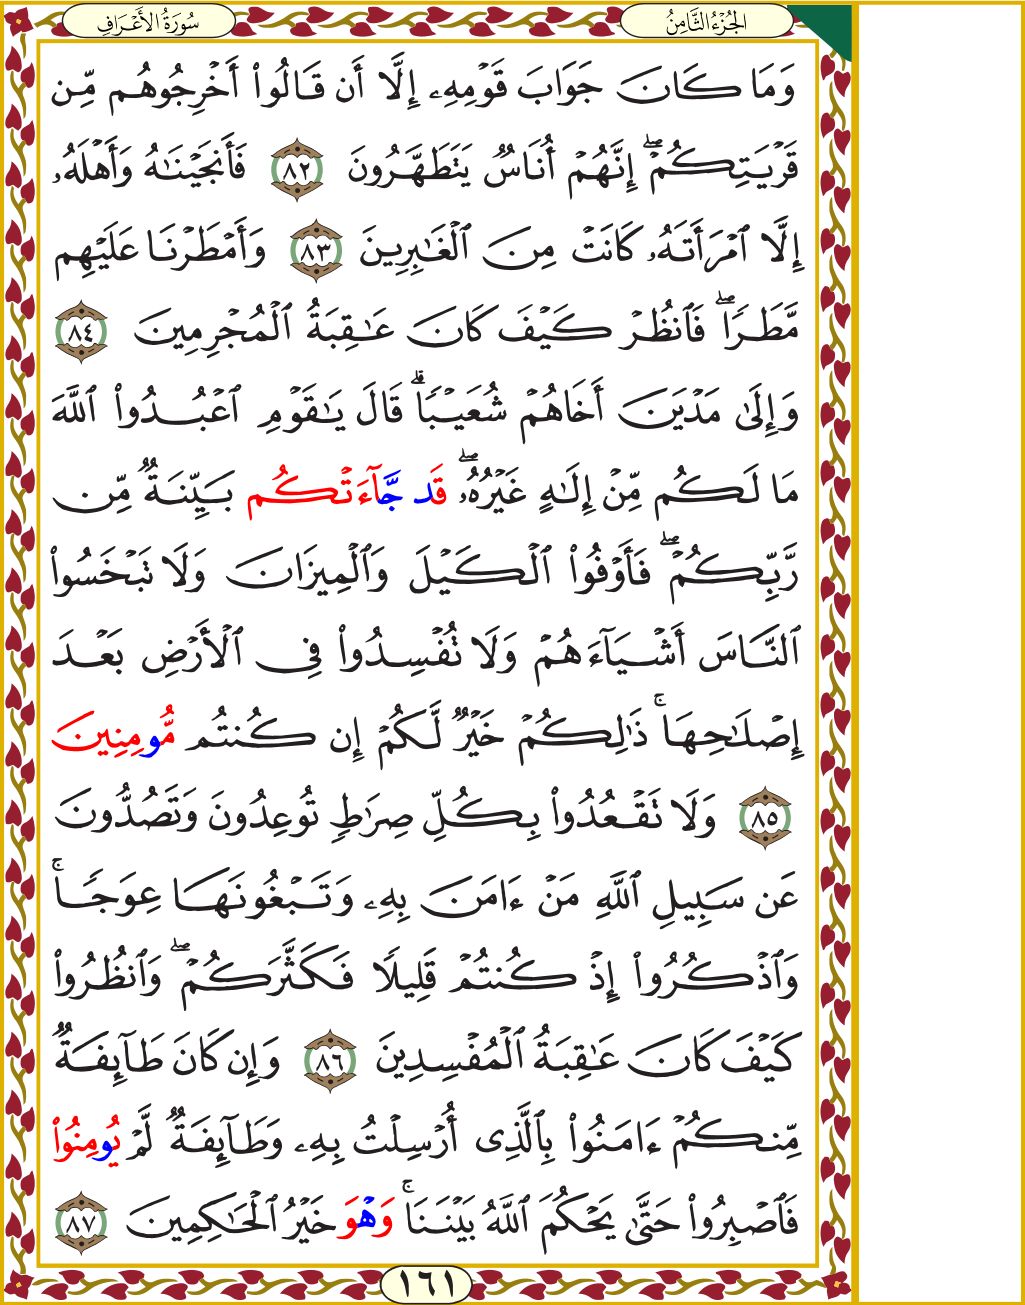 الجُزْءُ الثَّامِنُ
سُورَةُ الأَعْرَافِ
وَمَا كَانَ جَوَابَ قَوْمِهِۦ إِلَّا أَن قَالُوا۟ أَخْرِجُوهُم مِّن
قَرْيَتِكُمْ ۖ إِنَّهُمْ أُنَاسٌ يَتَطَهَّرُونَ ٨٢ فَأَنجَيْنَـٰهُ وَأَهْلَهُۥ
إِلَّا ٱمْرَأَتَهُۥ كَانَتْ مِنَ ٱلْغَـٰبِرِينَ ٨٣ وَأَمْطَرْنَا عَلَيْهِم
مَّطَرًا ۖ فَٱنظُرْ كَيْفَ كَانَ عَـٰقِبَةُ ٱلْمُجْرِمِينَ ٨٤
وَإِلَىٰ مَدْيَنَ أَخَاهُمْ شُعَيْبًا ۗ قَالَ يَـٰقَوْمِ ٱعْبُدُوا۟ ٱللَّهَ
مَا لَكُم مِّنْ إِلَـٰهٍ غَيْرُهُۥ ۖ قَد جَّآءَتْكُم بَيِّنَةٌ مِّن
رَّبِّكُمْ ۖ فَأَوْفُوا۟ ٱلْكَيْلَ وَٱلْمِيزَانَ وَلَا تَبْخَسُوا۟
ٱلنَّاسَ أَشْيَآءَهُمْ وَلَا تُفْسِدُوا۟ فِى ٱلْأَرْضِ بَعْدَ
إِصْلَـٰحِهَا ۚ ذَٰلِكُمْ خَيْرٌ لَّكُمْ إِن كُنتُم مُّومِنِينَ
٨٥ وَلَا تَقْعُدُوا۟ بِكُلِّ صِرَٰطٍ تُوعِدُونَ وَتَصُدُّونَ
عَن سَبِيلِ ٱللَّهِ مَنْ ءَامَنَ بِهِۦ وَتَبْغُونَهَا عِوَجًا ۚ
وَٱذْكُرُوا۟ إِذْ كُنتُمْ قَلِيلًا فَكَثَّرَكُمْ ۖ وَٱنظُرُوا۟
كَيْفَ كَانَ عَـٰقِبَةُ ٱلْمُفْسِدِينَ ٨٦ وَإِن كَانَ طَآئِفَةٌ
مِّنكُمْ ءَامَنُوا۟ بِٱلَّذِى أُرْسِلْتُ بِهِۦ وَطَآئِفَةٌ لَّمْ يُومِنُوا۟
فَٱصْبِرُوا۟ حَتَّىٰ يَحْكُمَ ٱللَّهُ بَيْنَنَا ۚ وَهْوَ خَيْرُ ٱلْحَـٰكِمِينَ ٨٧
١٦١